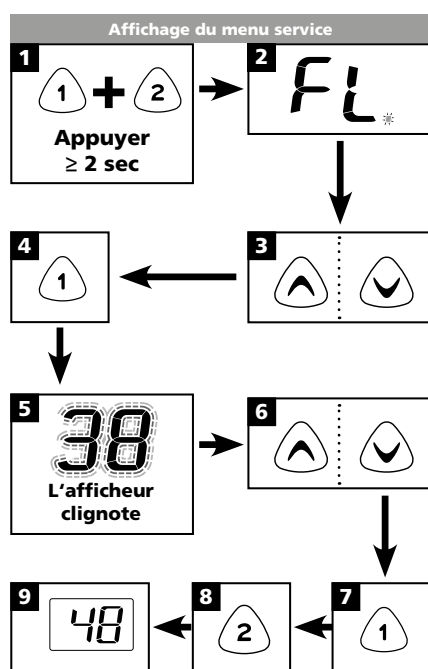 Affichage du menu service
1
1 + 2
Appuyer
≥ 2 sec
2
FL.
3
4
1
5
38
L'afficheur
clignote
6
7
1
8
2
9
48